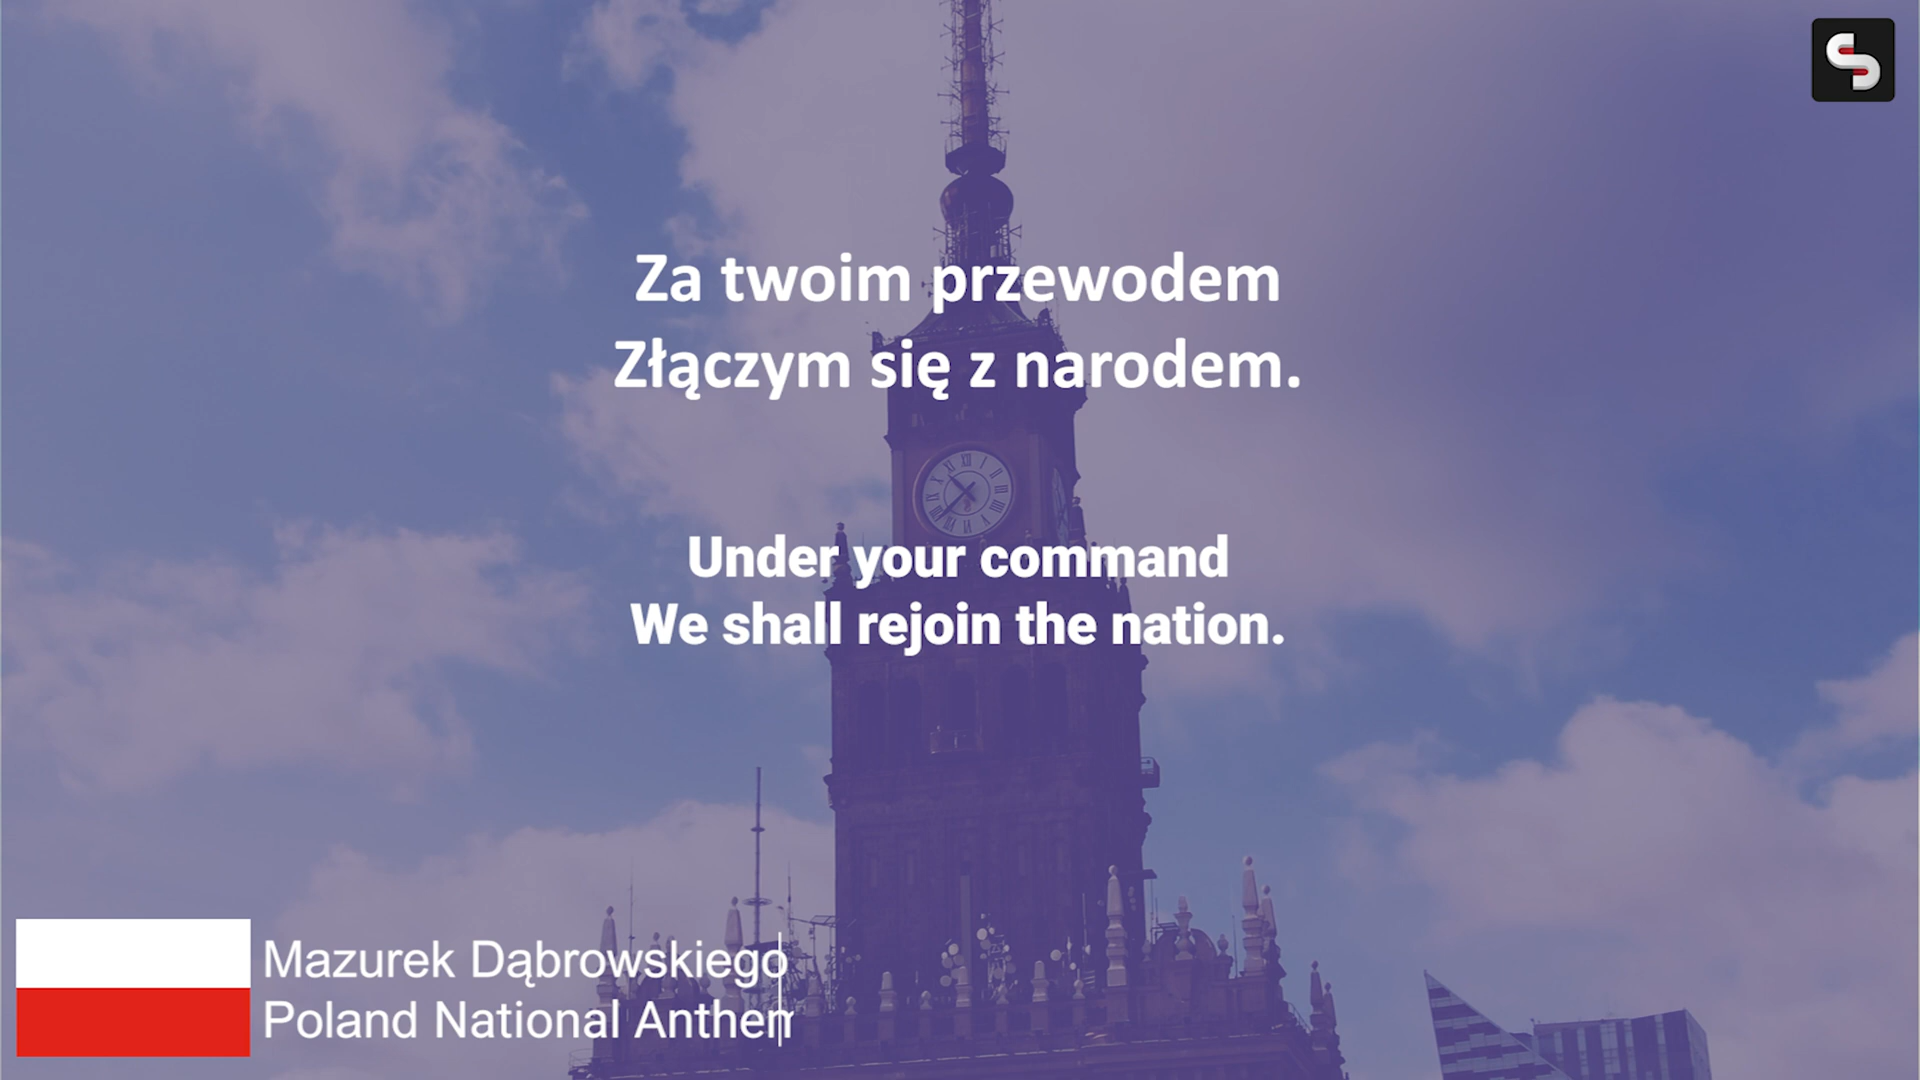 Za twoim przewodem
Złączym się z narodem.
Under your command
We shall rejoin the nation.
Mazurek Dąbrowskiego
Poland National Anthem